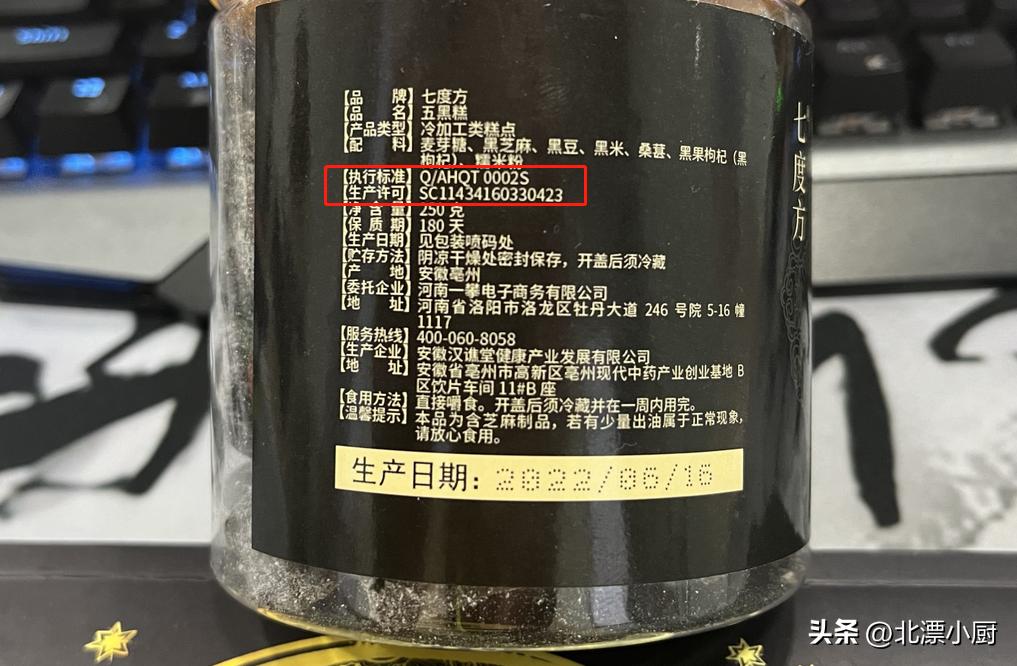 【品牌】七度方
【品名】五黑糕
【产品类型】冷加工类糕点
【配料】麦芽糖、黑芝麻、黑豆、黑米、桑葚、黑果枸杞（黑
枸杞）、糯米粉
【执行标准】Q/AHQT 0002S
【生产许可】SC11434160330423
【净含量】250 克
【保质期】180 天
【生产日期】见包装喷码处
【贮存方法】阴凉干燥处密封保存，开盖后须冷藏
【产地】安徽亳州
【委托企业】河南一攀电子商务有限公司
【地址】河南省洛阳市洛龙区牡丹大道 246 号院 5-16 幢
1117
【服务热线】400-060-8058
【生产企业】安徽汉谯堂健康产业发展有限公司
【地址】安徽省亳州市高新区亳州现代中药产业创业基地 B
区饮片车间 11#B 座
【食用方法】直接嚼食。开盖后须冷藏并在一周内用完。
【温馨提示】本品为含芝麻制品，若有少量出油属于正常现象，
请放心食用。
生产日期：2022/06/16
七度方
头条 @北漂小厨